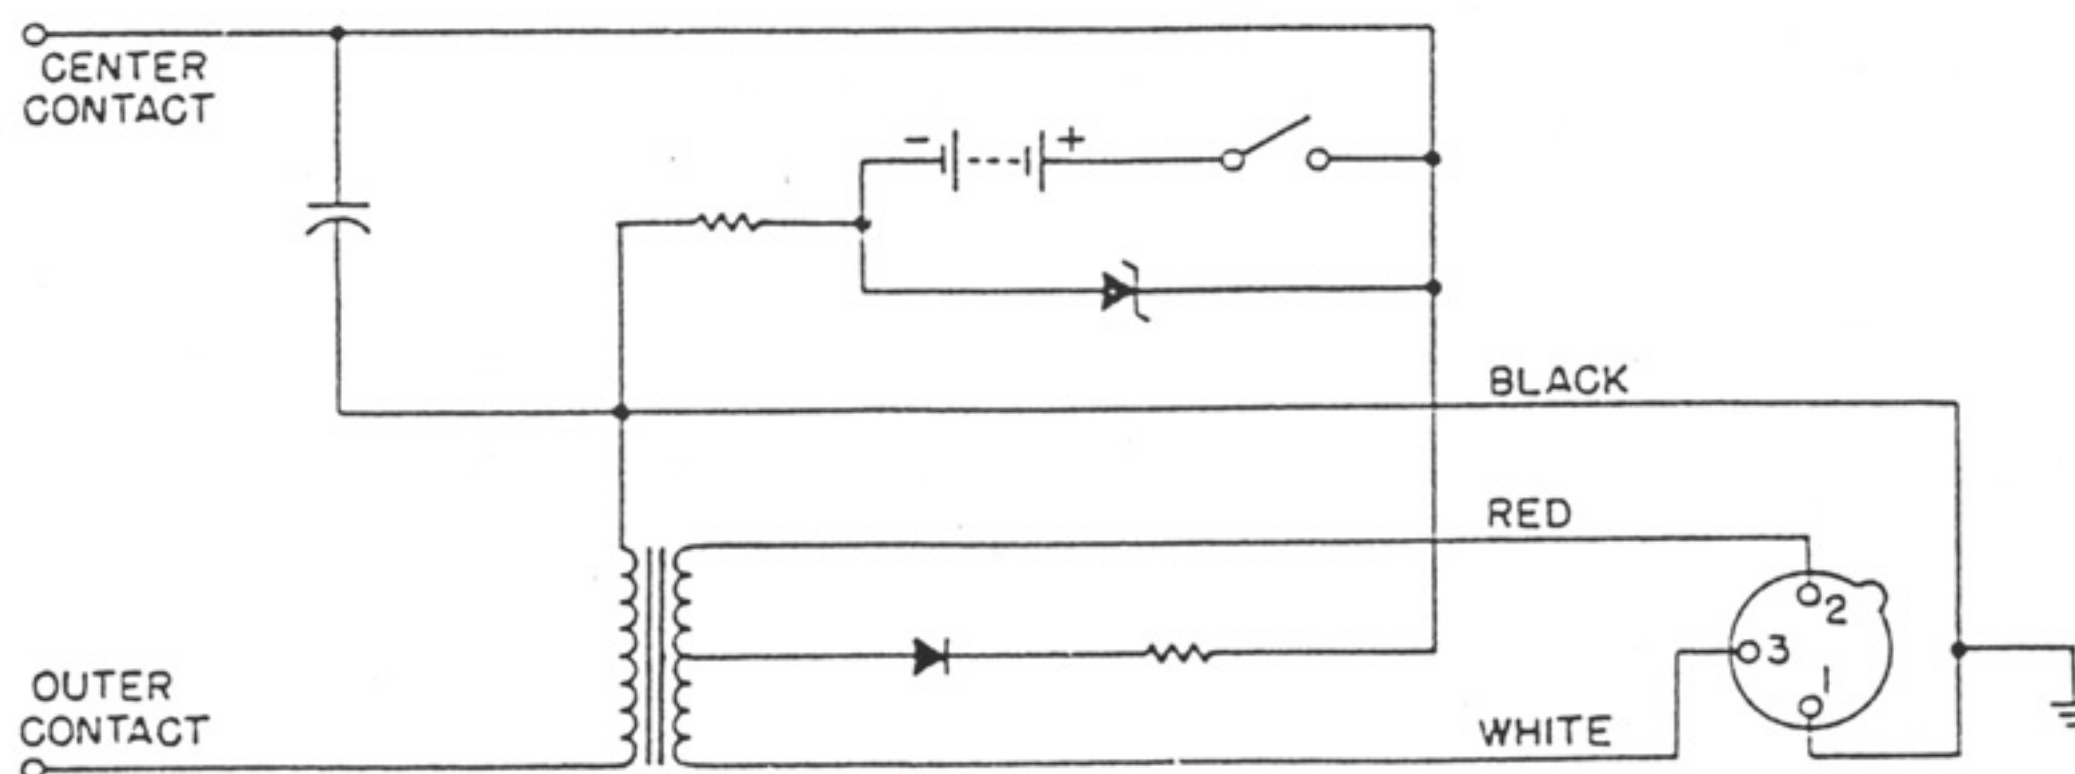 CENTER
CONTACT
- +
BLACK
RED
2
3
1
OUTER
CONTACT
WHITE